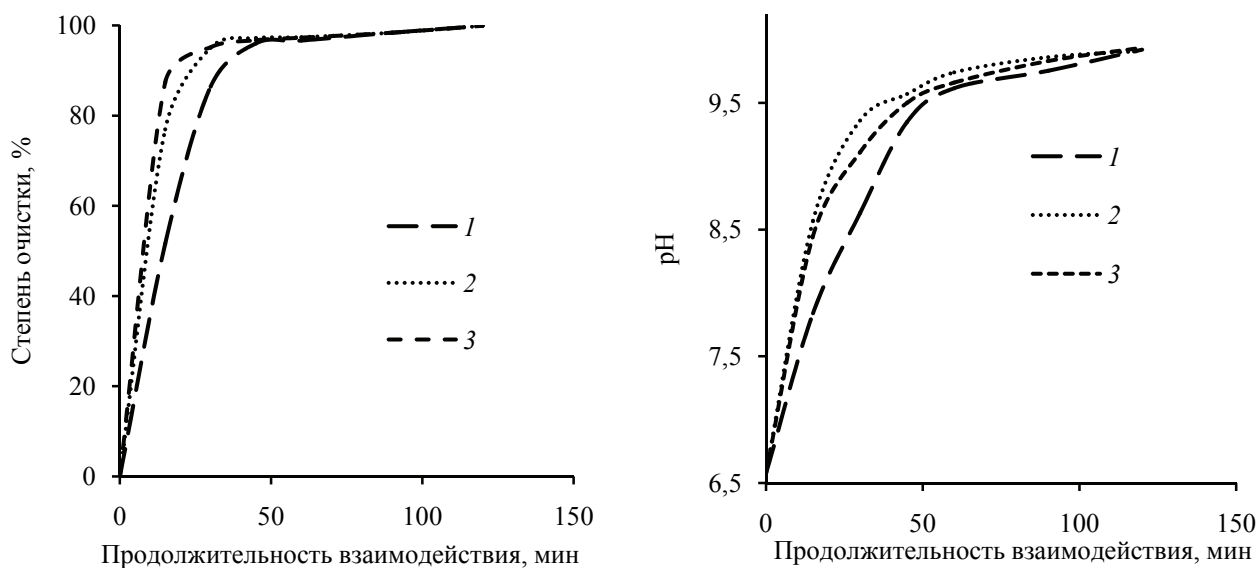 Степень очистки, %
100
80
60
40
20
0
0 50 100 150
Продолжительность взаимодействия, мин
1
2
3
pH
9,5
8,5
7,5
6,5
0 50 100 150
Продолжительность взаимодействия, мин
1
2
3